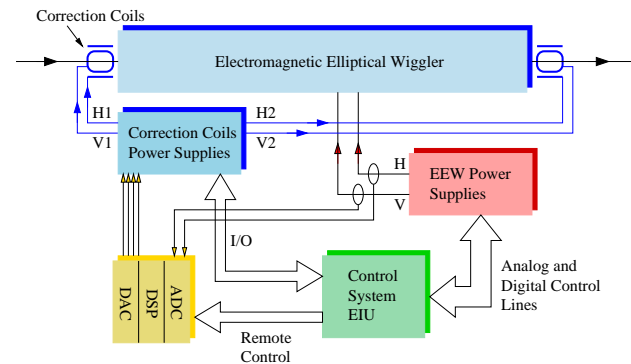 Correction Coils
Electromagnetic Elliptical Wiggler
H1
H2
V1
V2
Correction Coils
Power Supplies
H
V
EEW Power
Supplies
I/O
DAC
DSP
ADC
Control
System
EIU
Analog and
Digital Control
Lines
Remote
Control